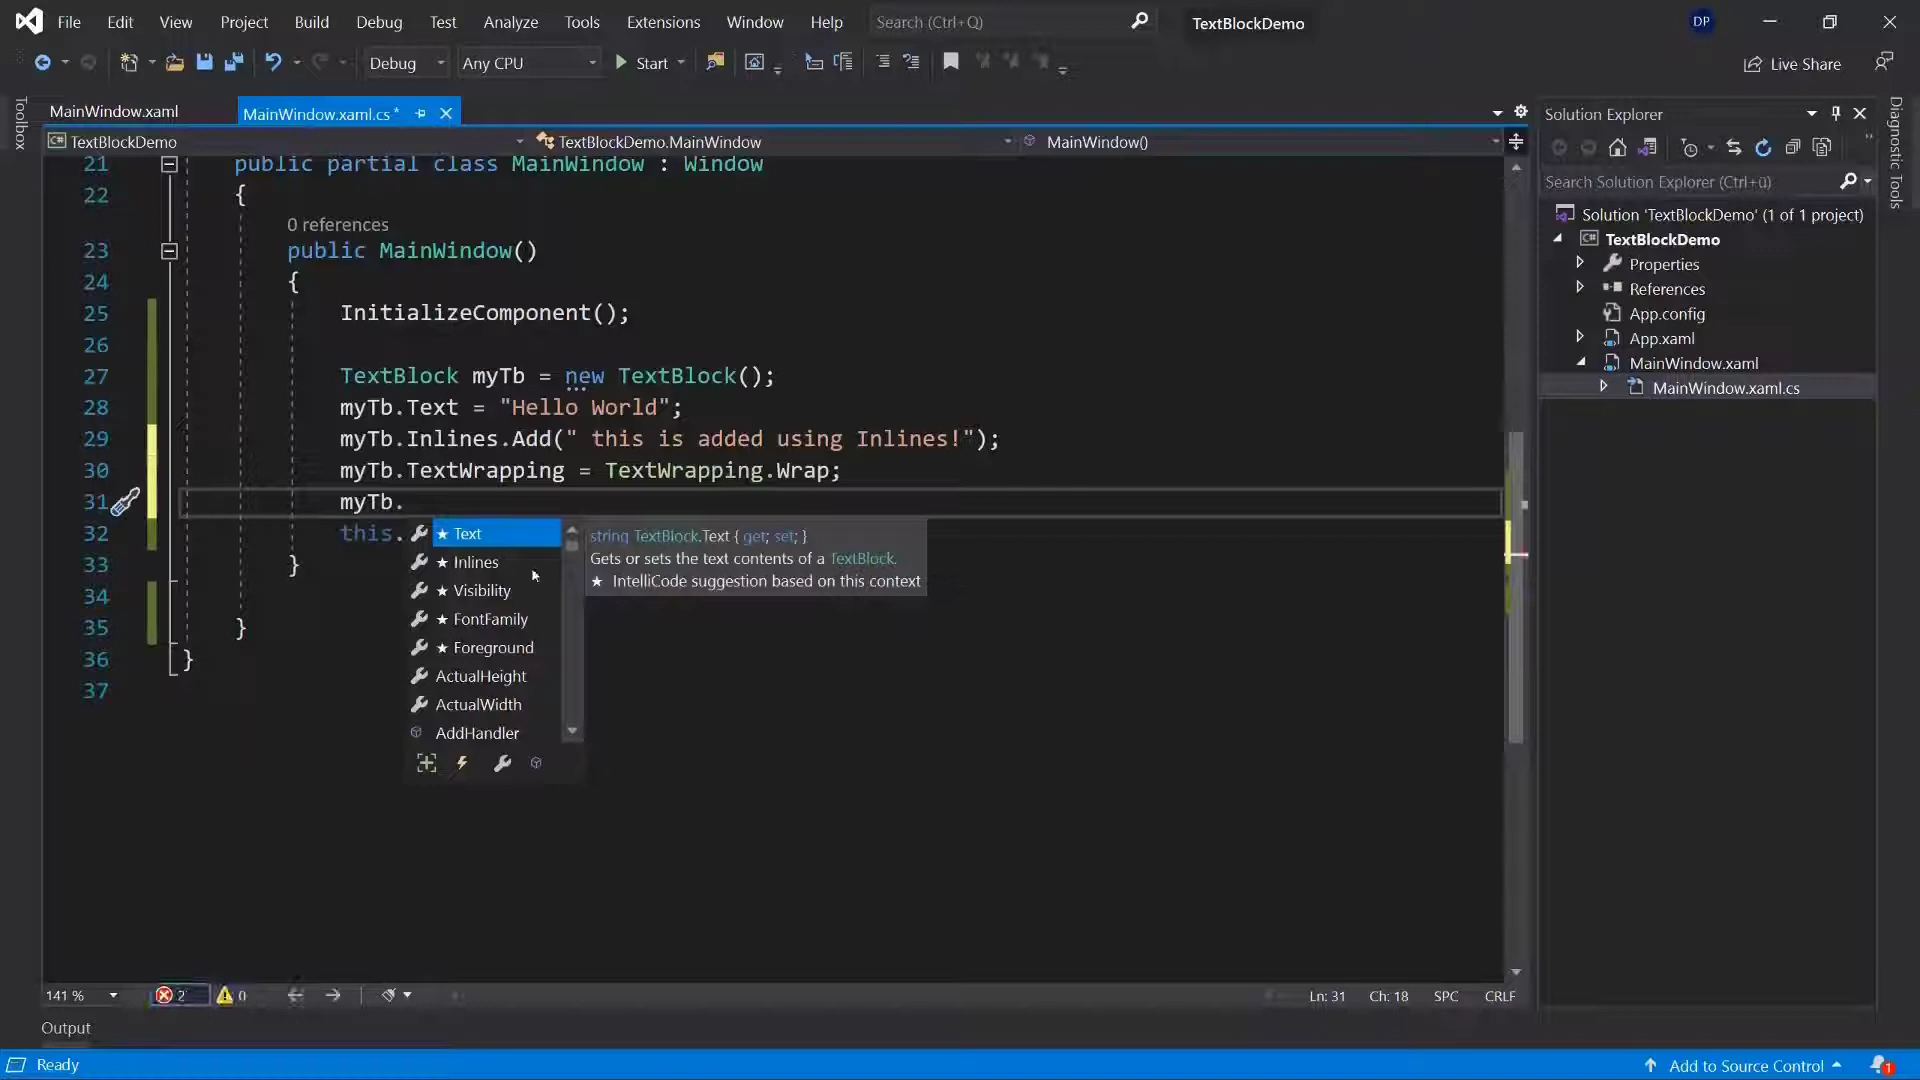 File Edit View Project Build Debug Test Analyze Tools Extensions Window Help Search (Ctrl+Q) TextBlockDemo DP
Debug Any CPU Start Live Share
Toolbox
MainWindow.xaml MainWindow.xaml.cs *
TextBlockDemo TextBlockDemo.MainWindow MainWindow()
21 public partial class MainWindow : Window
22 {
0 references
23 public MainWindow()
24 {
25 InitializeComponent();
26
27 TextBlock myTb = new TextBlock();
28 myTb.Text = "Hello World";
29 myTb.Inlines.Add(" this is added using Inlines!");
30 myTb.TextWrapping = TextWrapping.Wrap;
31 myTb.
32 this.
33 }
34
35 }
36 }
37
★ Text
★ Inlines
★ Visibility
★ FontFamily
★ Foreground
ActualHeight
ActualWidth
AddHandler
string TextBlock.Text { get; set; }
Gets or sets the text contents of a TextBlock.
★ IntelliCode suggestion based on this context
Solution Explorer
Search Solution Explorer (Ctrl+ü)
Solution 'TextBlockDemo' (1 of 1 project)
TextBlockDemo
Properties
References
App.config
App.xaml
MainWindow.xaml
MainWindow.xaml.cs
Diagnostic Tools
141 % 2 0 Ln: 31 Ch: 18 SPC CRLF
Output
Ready Add to Source Control 1